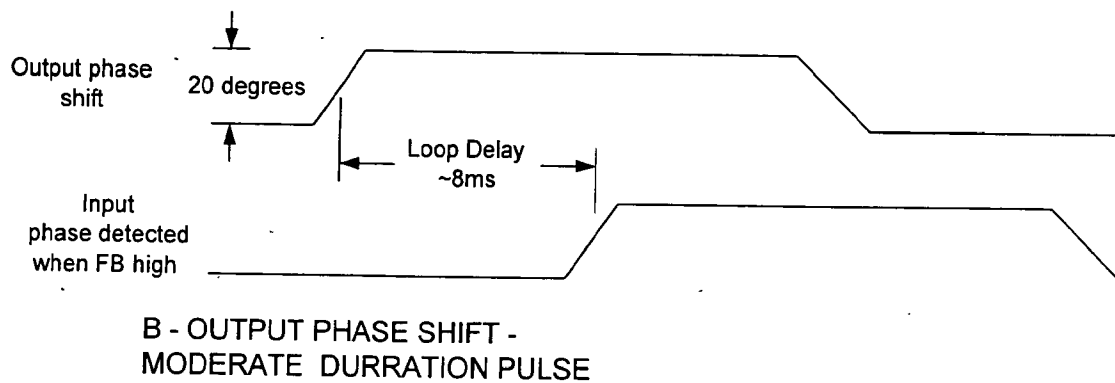 Output phase
shift
20 degrees
Loop Delay
~8ms
Input
phase detected
when FB high
B - OUTPUT PHASE SHIFT -
MODERATE DURRATION PULSE